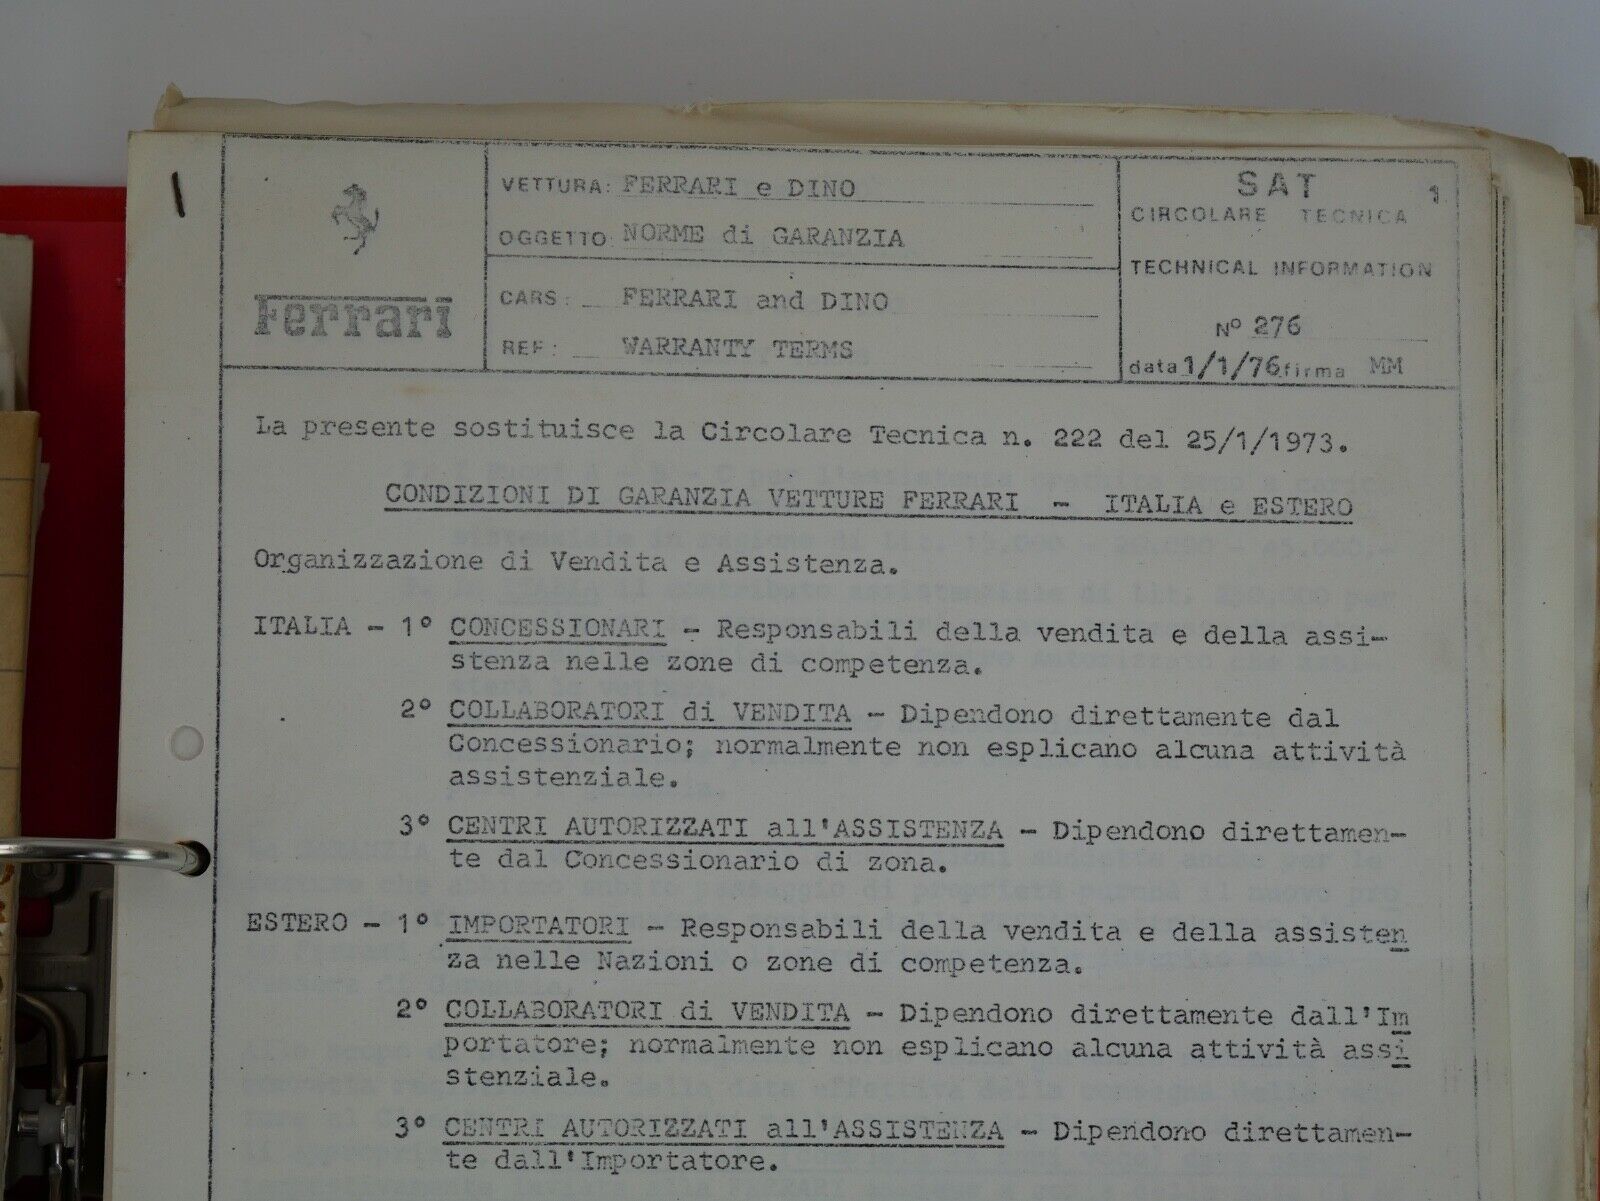 Ferrari
VETTURA: FERRARI e DINO
OGGETTO: NORME di GARANZIA
CARS: FERRARI and DINO
REF: WARRANTY TERMS
SAT 1
CIRCOLARE TECNICA
TECHNICAL INFORMATION
Nº 276
data 1/1/76 firma MM
La presente sostituisce la Circolare Tecnica n. 222 del 25/1/1973.
CONDIZIONI DI GARANZIA VETTURE FERRARI - ITALIA e ESTERO
Organizzazione di Vendita e Assistenza.
ITALIA - 1º CONCESSIONARI - Responsabili della vendita e della assi-
stenza nelle zone di competenza.
2º COLLABORATORI di VENDITA - Dipendono direttamente dal
Concessionario; normalmente non esplicano alcuna attività
assistenziale.
3º CENTRI AUTORIZZATI all'ASSISTENZA - Dipendono direttamen-
te dal Concessionario di zona.
ESTERO - 1º IMPORTATORI - Responsabili della vendita e della assisten
za nelle Nazioni o zone di competenza.
2º COLLABORATORI di VENDITA - Dipendono direttamente dall'Im
portatore; normalmente non esplicano alcuna attività assi
stenziale.
3º CENTRI AUTORIZZATI all'ASSISTENZA - Dipendono direttamen-
te dall'Importatore.